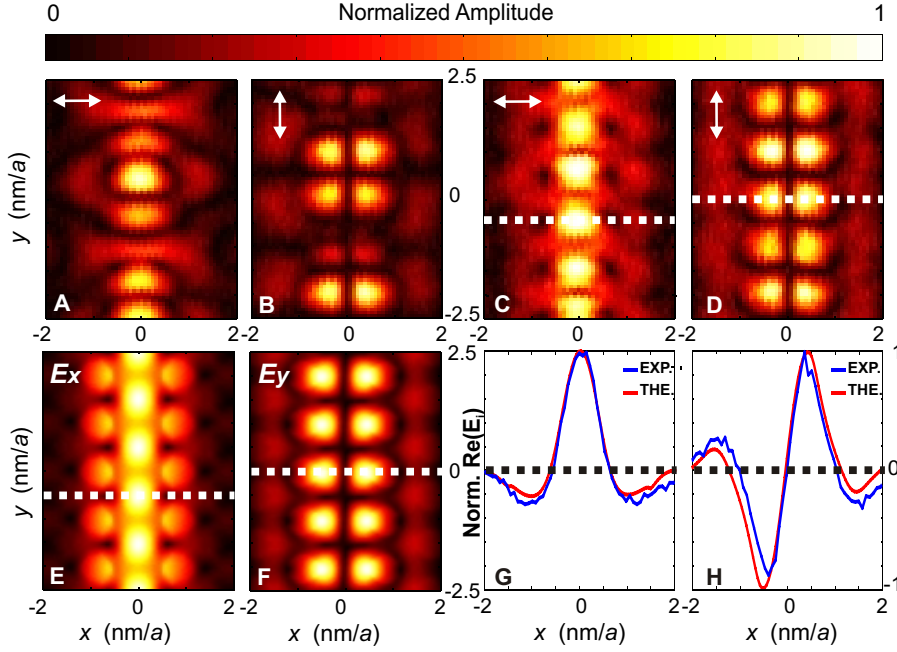 0 Normalized Amplitude 1
y (nm/a)
2.5
0
-2.5
A
B
C
D
-2 0 2
-2 0 2
-2 0 2
-2 0 2
y (nm/a)
Ex
Ey
2.5
0
-2.5
E
F
Norm. Re(Ei)
EXP.
THE.
G
EXP.
THE.
H
1
0
-1
-2 0 2
-2 0 2
-2 0 2
-2 0 2
x (nm/a)
x (nm/a)
x (nm/a)
x (nm/a)